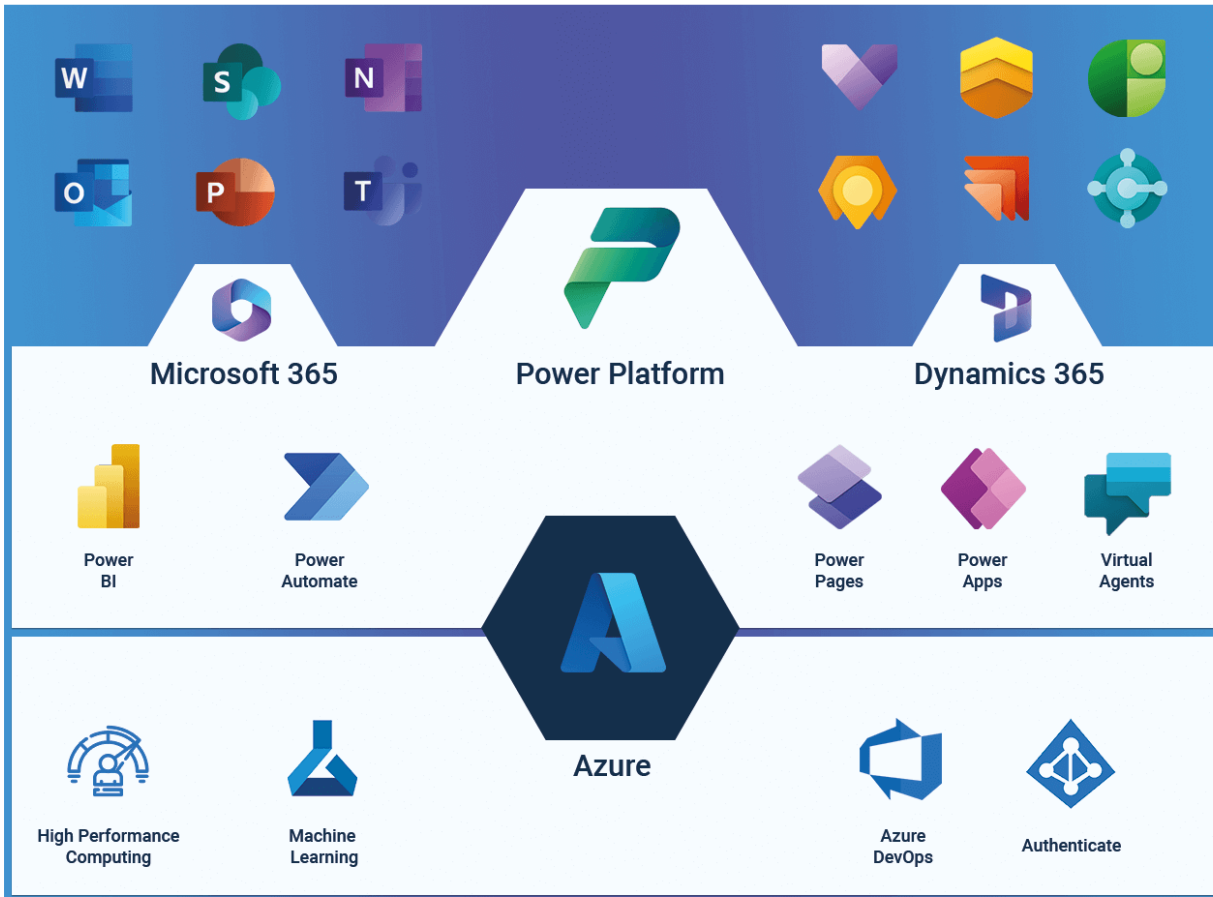 W
S
N
O
P
T
Microsoft 365
Power Platform
Dynamics 365
Power
BI
Power
Automate
Power
Pages
Power
Apps
Virtual
Agents
Azure
High Performance
Computing
Machine
Learning
Azure
DevOps
Authenticate